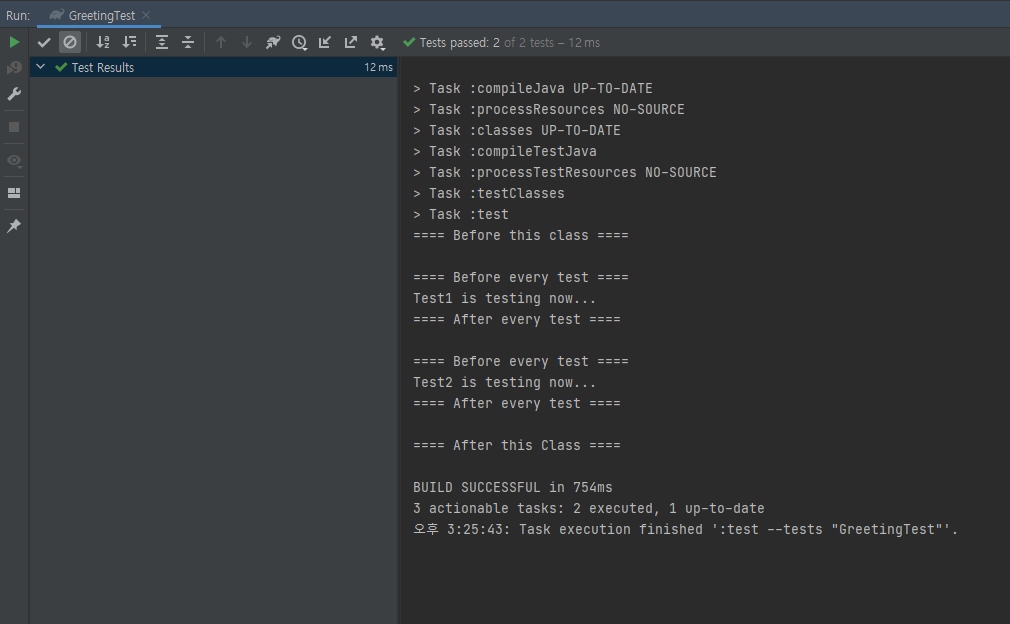 Run: GreetingTest
Tests passed: 2 of 2 tests – 12 ms
Test Results 12 ms
> Task :compileJava UP-TO-DATE
> Task :processResources NO-SOURCE
> Task :classes UP-TO-DATE
> Task :compileTestJava
> Task :processTestResources NO-SOURCE
> Task :testClasses
> Task :test
==== Before this class ====
==== Before every test ====
Test1 is testing now...
==== After every test ====
==== Before every test ====
Test2 is testing now...
==== After every test ====
==== After this Class ====
BUILD SUCCESSFUL in 754ms
3 actionable tasks: 2 executed, 1 up-to-date
오후 3:25:43: Task execution finished ':test --tests "GreetingTest"'.